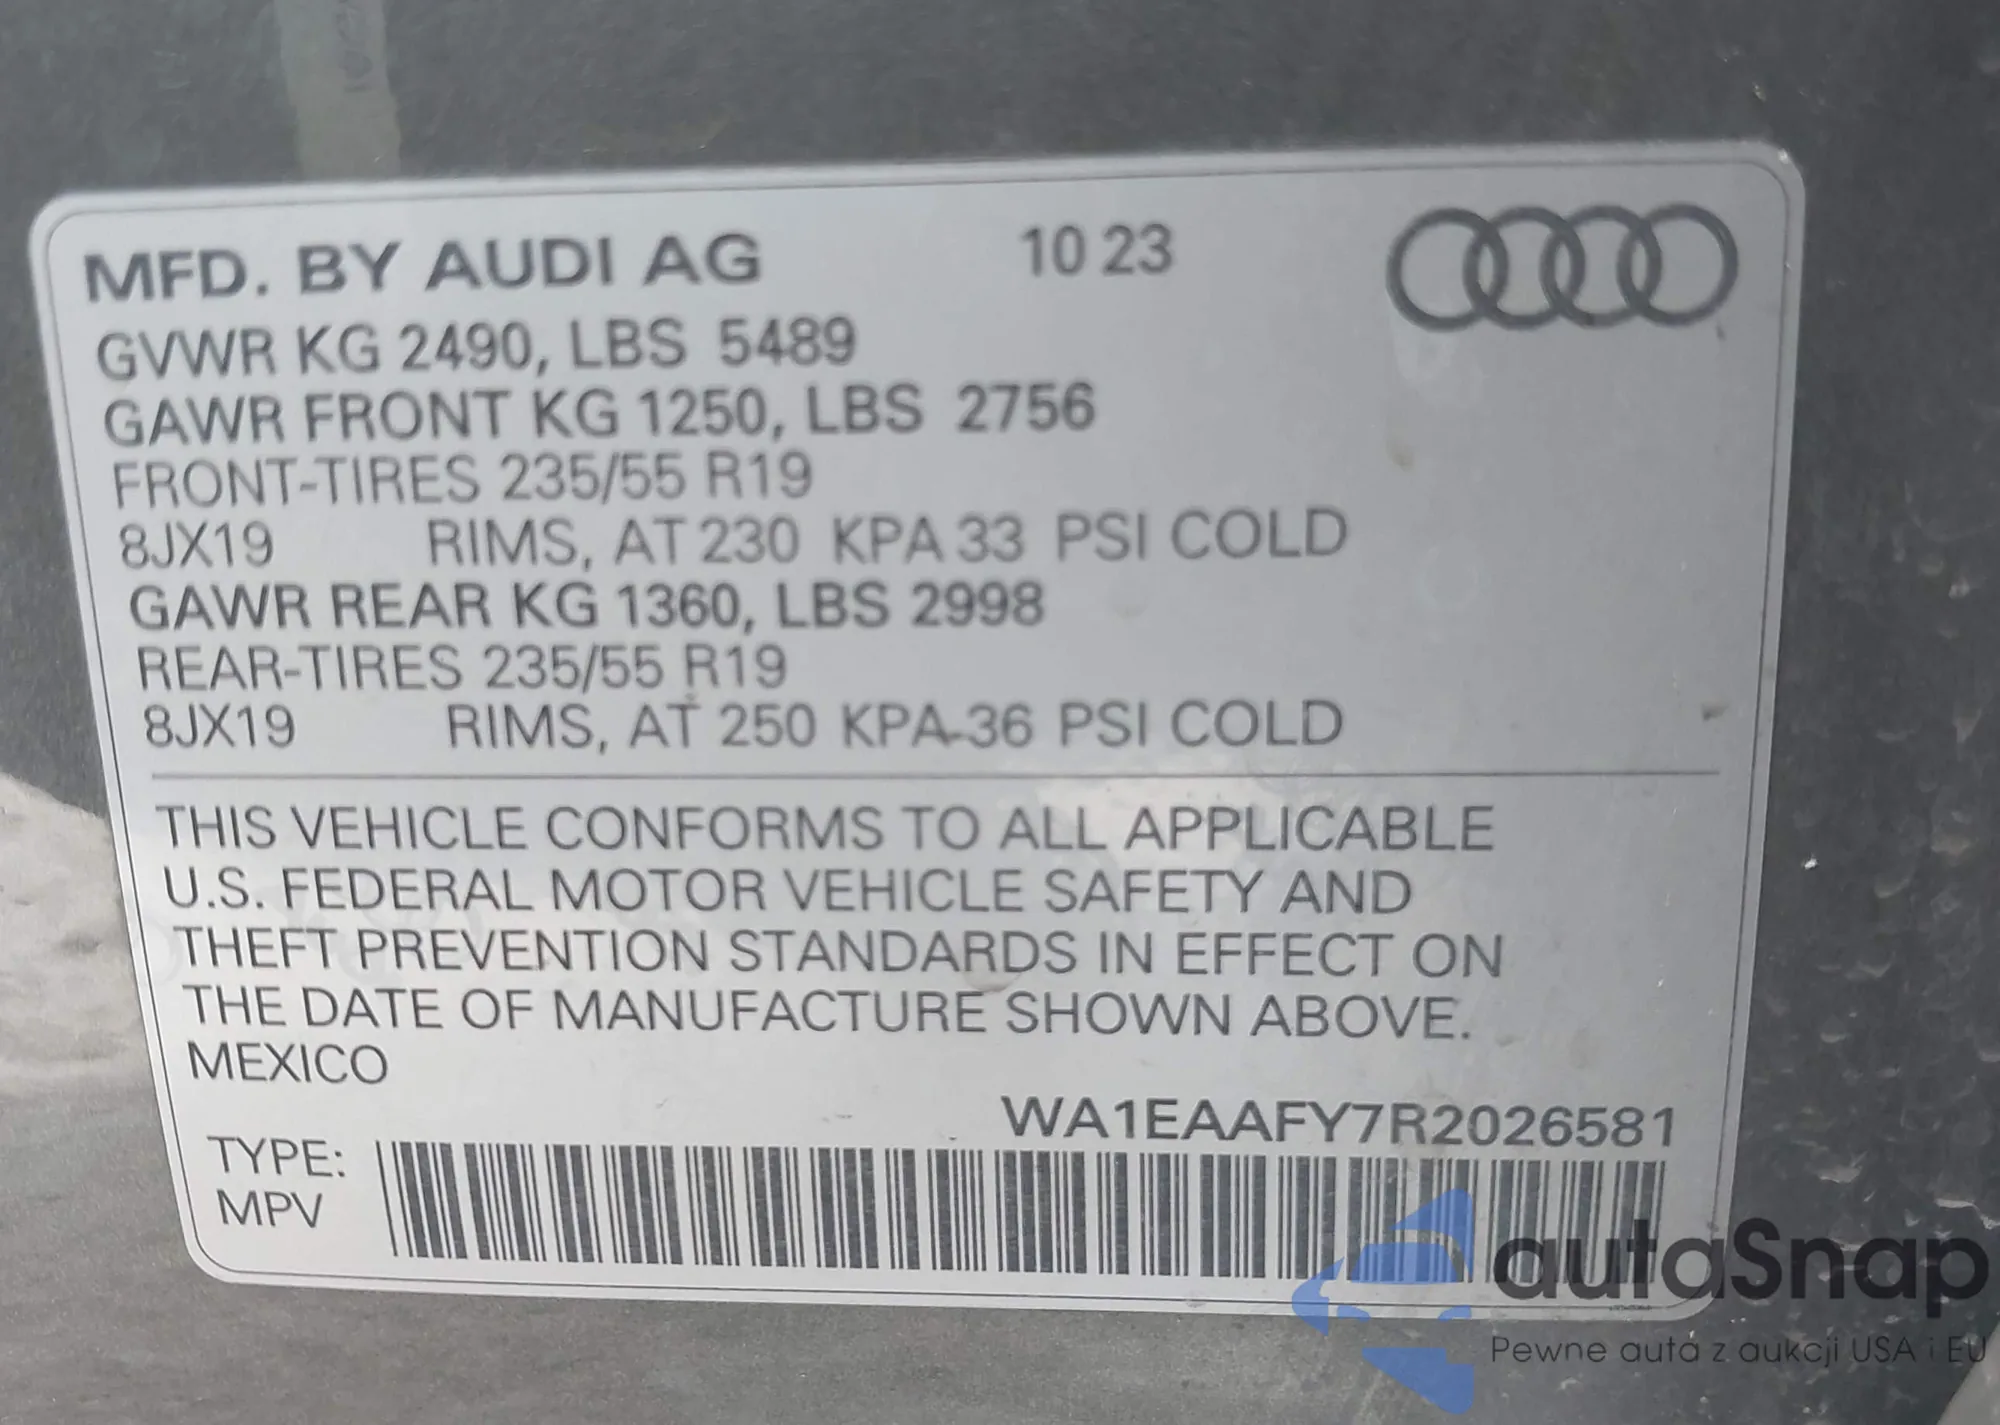 MFD. BY AUDI AG 10 23
GVWR KG 2490, LBS 5489
GAWR FRONT KG 1250, LBS 2756
FRONT-TIRES 235/55 R19
8JX19 RIMS, AT 230 KPA 33 PSI COLD
GAWR REAR KG 1360, LBS 2998
REAR-TIRES 235/55 R19
8JX19 RIMS, AT 250 KPA 36 PSI COLD
THIS VEHICLE CONFORMS TO ALL APPLICABLE
U.S. FEDERAL MOTOR VEHICLE SAFETY AND
THEFT PREVENTION STANDARDS IN EFFECT ON
THE DATE OF MANUFACTURE SHOWN ABOVE.
MEXICO
WA1EAAFY7R2026581
TYPE:
MPV
autaSnap
Pewne auta z aukcji USA i EU